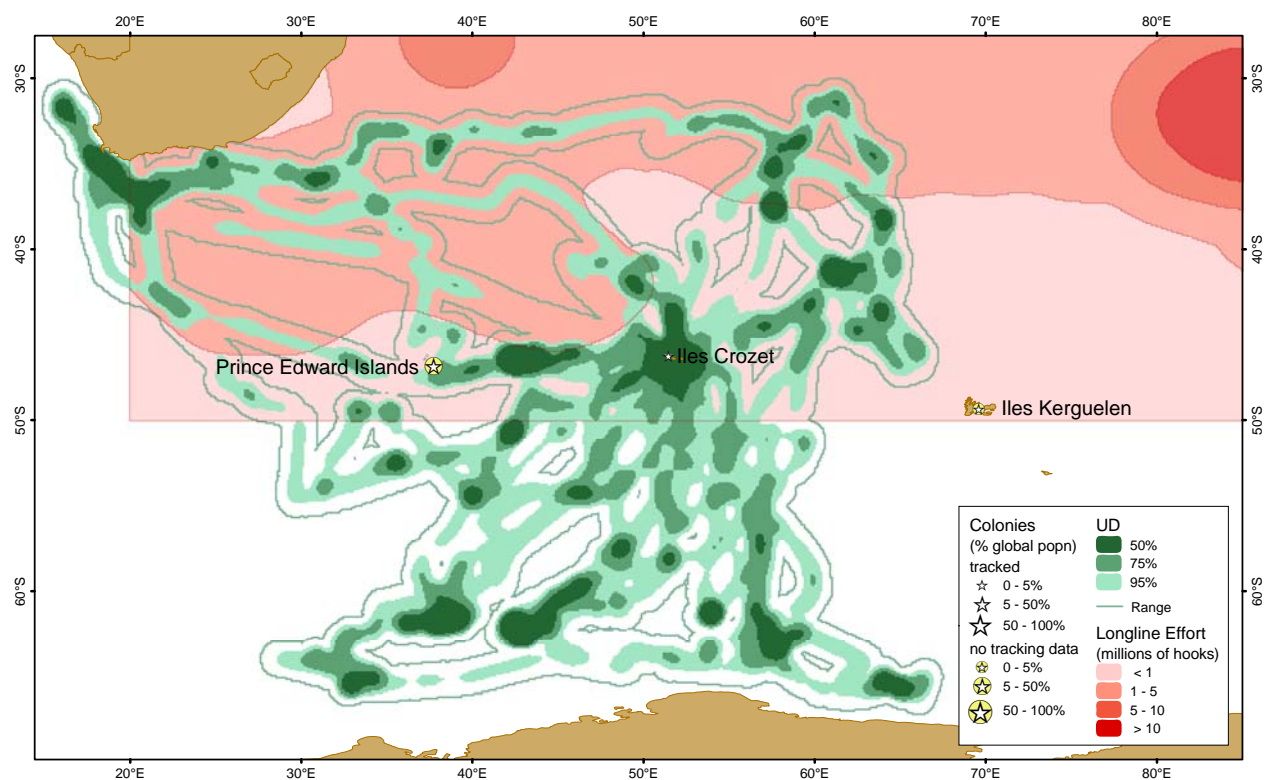 20°E 30°E 40°E 50°E 60°E 70°E 80°E
30°S 30°S
40°S 40°S
Prince Edward Islands
Iles Crozet
Iles Kerguelen
50°S 50°S
60°S 60°S
Colonies
(% global popn)
tracked
0 - 5%
5 - 50%
50 - 100%
no tracking data
0 - 5%
5 - 50%
50 - 100%
UD
50%
75%
95%
Range
Longline Effort
(millions of hooks)
< 1
1 - 5
5 - 10
> 10
20°E 30°E 40°E 50°E 60°E 70°E 80°E